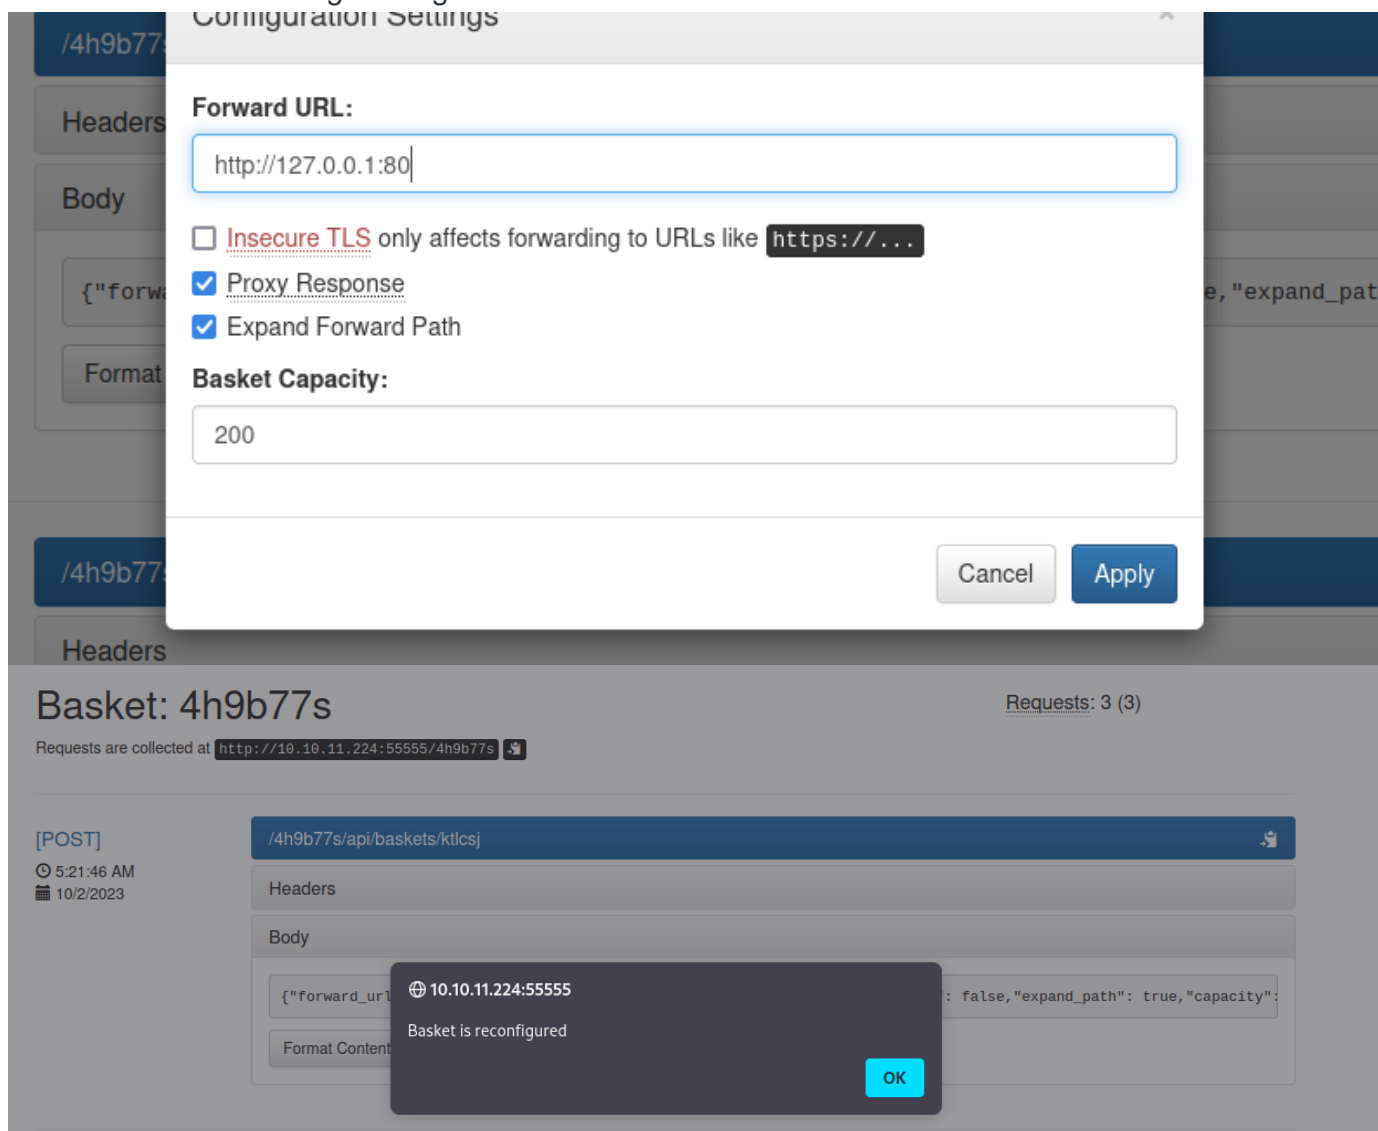 Configuration Settings
×
/4h9b77s
Headers
Forward URL:
http://127.0.0.1:80
Body
Insecure TLS only affects forwarding to URLs like https://...
Proxy Response
{"forwa
e,"expand_pat
Expand Forward Path
Format
Basket Capacity:
200
Cancel
Apply
/4h9b77s
Headers
Basket: 4h9b77s
Requests: 3 (3)
Requests are collected at http://10.10.11.224:55555/4h9b77s
[POST]
/4h9b77s/api/baskets/ktlcsj
5:21:46 AM
10/2/2023
Headers
Body
{"forward_url
: false,"expand_path": true,"capacity":
10.10.11.224:55555
Basket is reconfigured
Format Content
OK